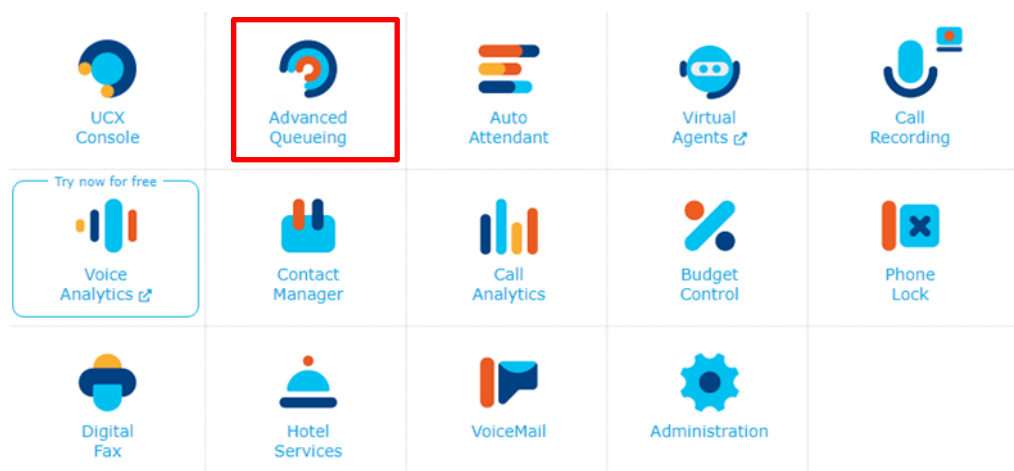 UCX
Console
Advanced
Queueing
Auto
Attendant
Virtual
Agents
Call
Recording
Try now for free
Voice
Analytics
Contact
Manager
Call
Analytics
Budget
Control
Phone
Lock
Digital
Fax
Hotel
Services
VoiceMail
Administration